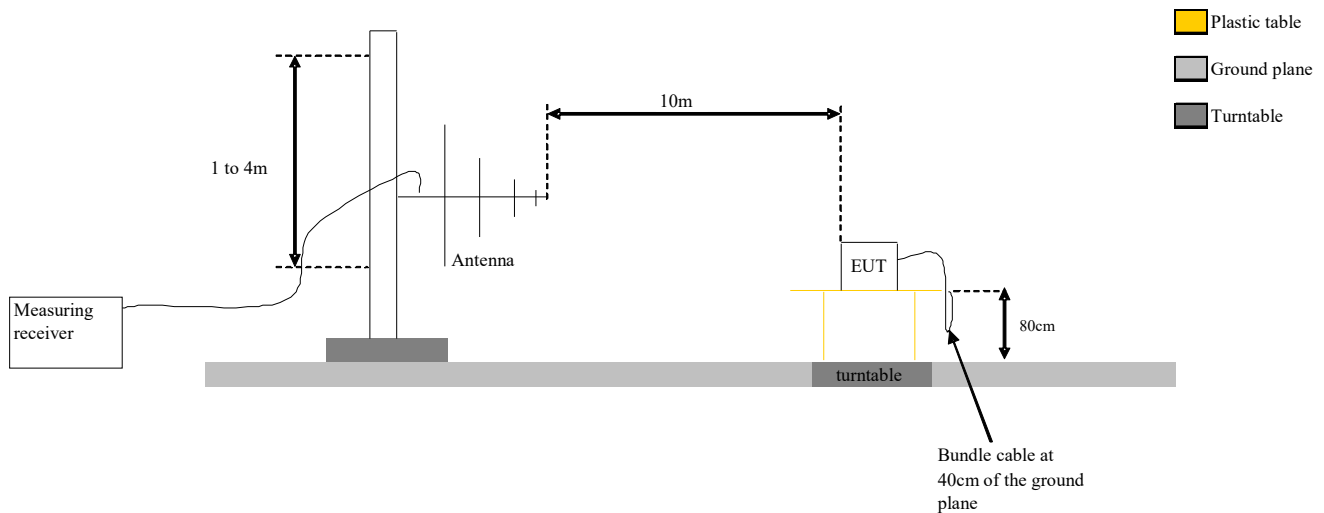 Plastic table
Ground plane
Turntable
10m
1 to 4m
Antenna
EUT
Measuring
receiver
80cm
turntable
Bundle cable at
40cm of the ground
plane